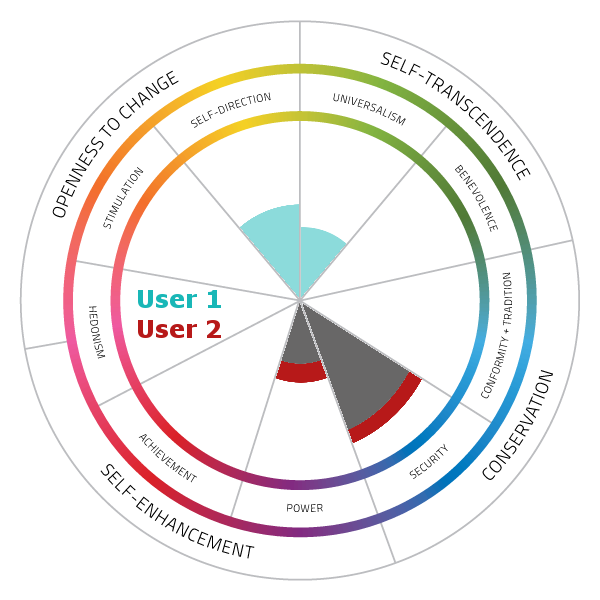 OPENNESS TO CHANGE
SELF-TRANSCENDENCE
SELF-DIRECTION
UNIVERSALISM
STIMULATION
BENEVOLENCE
HEDONISM
User 1
User 2
CONFORMITY + TRADITION
CONSERVATION
ACHIEVEMENT
SECURITY
POWER
SELF-ENHANCEMENT